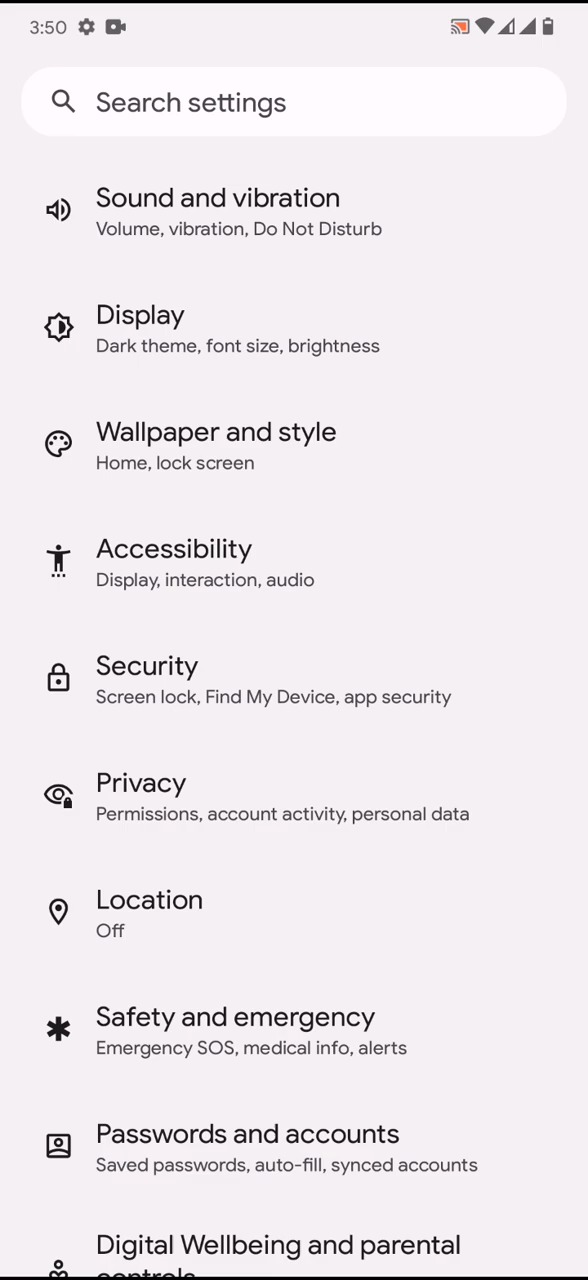 3:50
Search settings
Sound and vibration
Volume, vibration, Do Not Disturb
Display
Dark theme, font size, brightness
Wallpaper and style
Home, lock screen
Accessibility
Display, interaction, audio
Security
Screen lock, Find My Device, app security
Privacy
Permissions, account activity, personal data
Location
Off
Safety and emergency
Emergency SOS, medical info, alerts
Passwords and accounts
Saved passwords, auto-fill, synced accounts
Digital Wellbeing and parental
controls